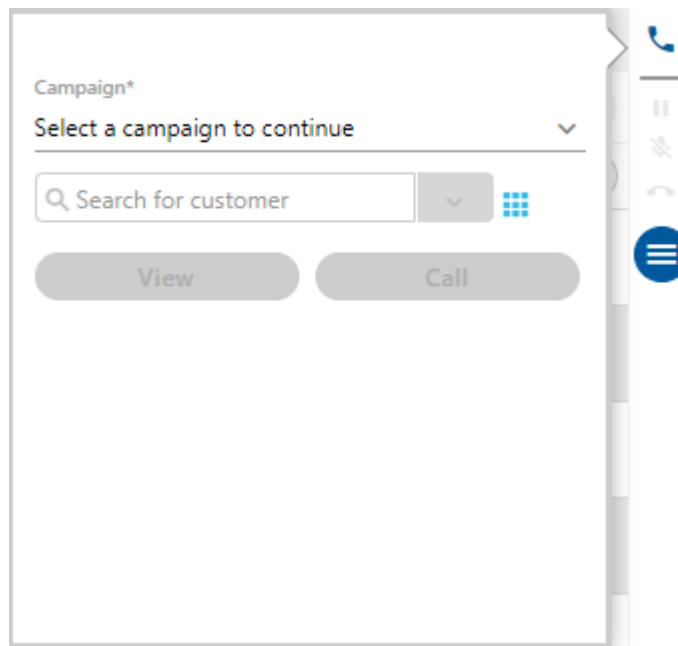 Campaign*
Select a campaign to continue
Search for customer
View
Call